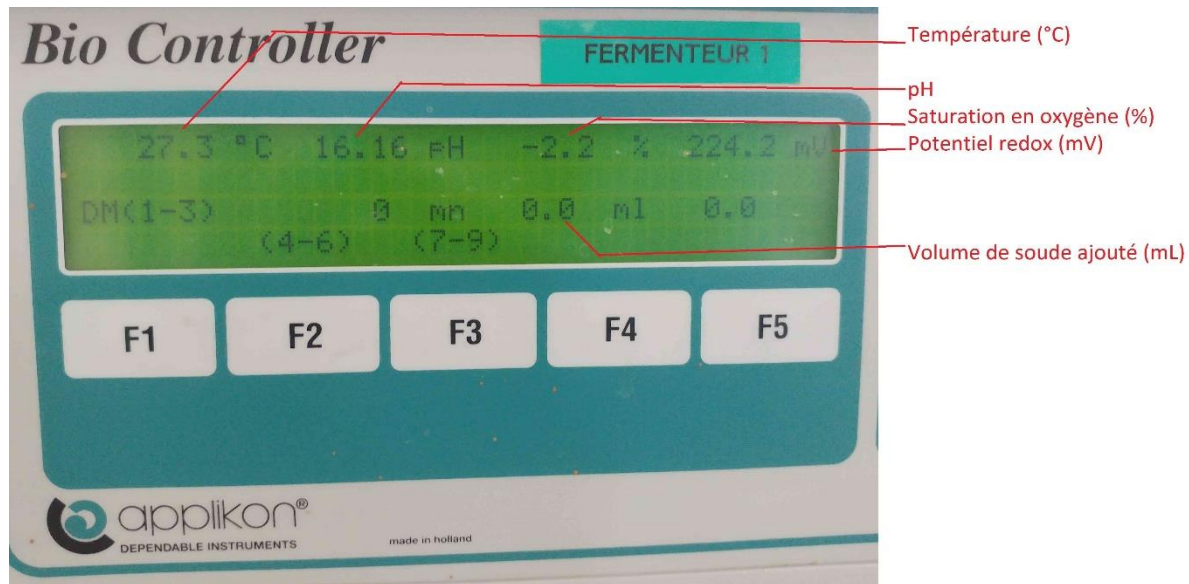 Bio Controller
FERMENTEUR 1
Température (°C)
pH
Saturation en oxygène (%)
Potentiel redox (mV)
27.3 °C 16.16 pH -2.2 % 224.2 mV
DM(1-3) 0 mn 0.0 ml 0.0
(4-6) (7-9)
Volume de soude ajouté (mL)
F1 F2 F3 F4 F5
applikon®
DEPENDABLE INSTRUMENTS
made in holland